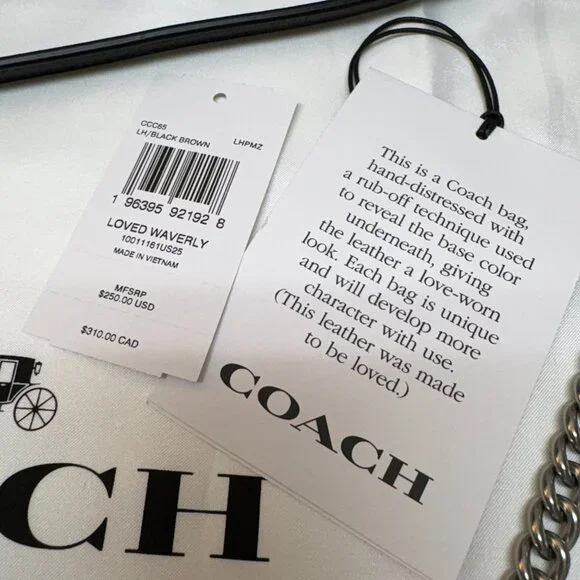 CCC65
LH/BLACK BROWN LHPMZ
1 96395 92192 8
LOVED WAVERLY
10011161US25
MADE IN VIETNAM
MFSRP
$250.00 USD
$310.00 CAD
This is a Coach bag,
hand-distressed with
a rub-off technique used
to reveal the base color
underneath, giving
the leather a love-worn
look. Each bag is unique
and will develop more
character with use.
(This leather was made
to be loved.)
COACH
CH